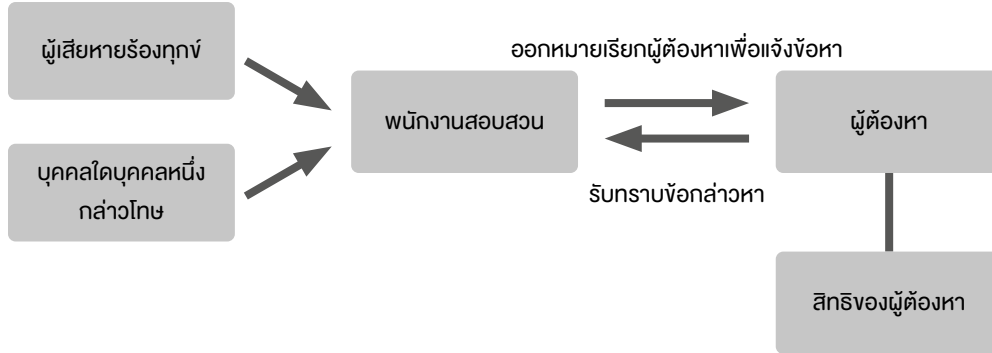 ผู้เสียหายร้องทุกข์
ออกหมายเรียกผู้ต้องหาเพื่อแจ้งข้อหา
พนักงานสอบสวน
ผู้ต้องหา
บุคคลใดบุคคลหนึ่ง
กล่าวโทษ
รับทราบข้อกล่าวหา
สิทธิของผู้ต้องหา